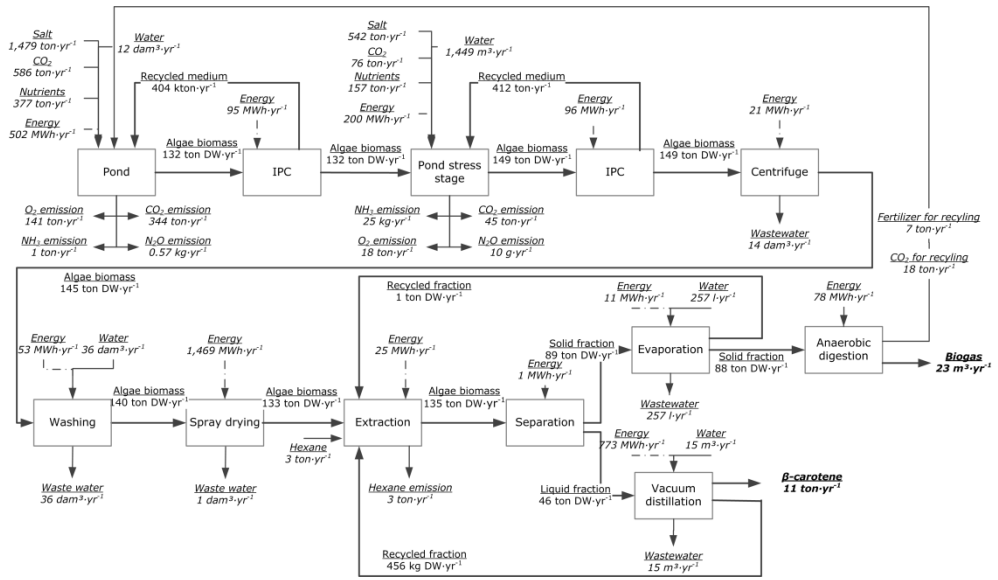 Salt
1,479 ton·yr⁻¹
CO₂
586 ton·yr⁻¹
Nutrients
377 ton·yr⁻¹
Energy
502 MWh·yr⁻¹
Water
12 dam³·yr⁻¹
Recycled medium
404 kton·yr⁻¹
Energy
95 MWh·yr⁻¹
Pond
Algae biomass
132 ton DW·yr⁻¹
IPC
Algae biomass
132 ton DW·yr⁻¹
O₂ emission
141 ton·yr⁻¹
CO₂ emission
344 ton·yr⁻¹
NH₃ emission
1 ton·yr⁻¹
N₂O emission
0.57 kg·yr⁻¹
Salt
542 ton·yr⁻¹
CO₂
76 ton·yr⁻¹
Nutrients
157 ton·yr⁻¹
Energy
200 MWh·yr⁻¹
Water
1,449 m³·yr⁻¹
Recycled medium
412 ton·yr⁻¹
Energy
96 MWh·yr⁻¹
Pond stress
stage
Algae biomass
149 ton DW·yr⁻¹
IPC
Algae biomass
149 ton DW·yr⁻¹
Energy
21 MWh·yr⁻¹
Centrifuge
NH₃ emission
25 kg·yr⁻¹
CO₂ emission
45 ton·yr⁻¹
O₂ emission
18 ton·yr⁻¹
N₂O emission
10 g·yr⁻¹
Wastewater
14 dam³·yr⁻¹
Fertilizer for recyling
7 ton·yr⁻¹
CO₂ for recyling
18 ton·yr⁻¹
Algae biomass
145 ton DW·yr⁻¹
Energy
53 MWh·yr⁻¹
Water
36 dam³·yr⁻¹
Washing
Waste water
36 dam³·yr⁻¹
Algae biomass
140 ton DW·yr⁻¹
Energy
1,469 MWh·yr⁻¹
Spray drying
Waste water
1 dam³·yr⁻¹
Algae biomass
133 ton DW·yr⁻¹
Recycled fraction
1 ton DW·yr⁻¹
Energy
25 MWh·yr⁻¹
Extraction
Hexane
3 ton·yr⁻¹
Hexane emission
3 ton·yr⁻¹
Algae biomass
135 ton DW·yr⁻¹
Energy
1 MWh·yr⁻¹
Separation
Solid fraction
89 ton DW·yr⁻¹
Energy
11 MWh·yr⁻¹
Water
257 l·yr⁻¹
Evaporation
Wastewater
257 l·yr⁻¹
Solid fraction
88 ton DW·yr⁻¹
Energy
78 MWh·yr⁻¹
Anaerobic
digestion
Biogas
23 m³·yr⁻¹
Liquid fraction
46 ton DW·yr⁻¹
Energy
773 MWh·yr⁻¹
Water
15 m³·yr⁻¹
Vacuum
distillation
β-carotene
11 ton·yr⁻¹
Wastewater
15 m³·yr⁻¹
Recycled fraction
456 kg DW·yr⁻¹